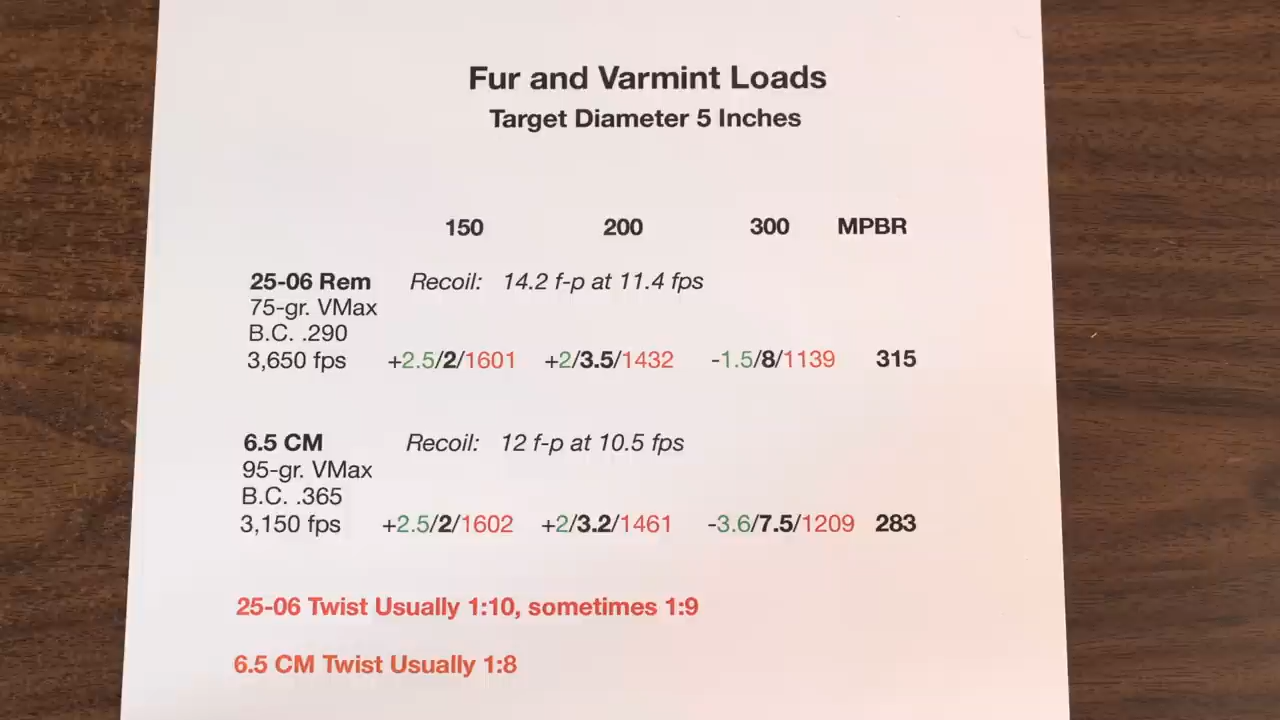 Fur and Varmint Loads
Target Diameter 5 Inches
150 200 300 MPBR
25-06 Rem Recoil: 14.2 f-p at 11.4 fps
75-gr. VMax
B.C. .290
3,650 fps +2.5/2/1601 +2/3.5/1432 -1.5/8/1139 315
6.5 CM Recoil: 12 f-p at 10.5 fps
95-gr. VMax
B.C. .365
3,150 fps +2.5/2/1602 +2/3.2/1461 -3.6/7.5/1209 283
25-06 Twist Usually 1:10, sometimes 1:9
6.5 CM Twist Usually 1:8